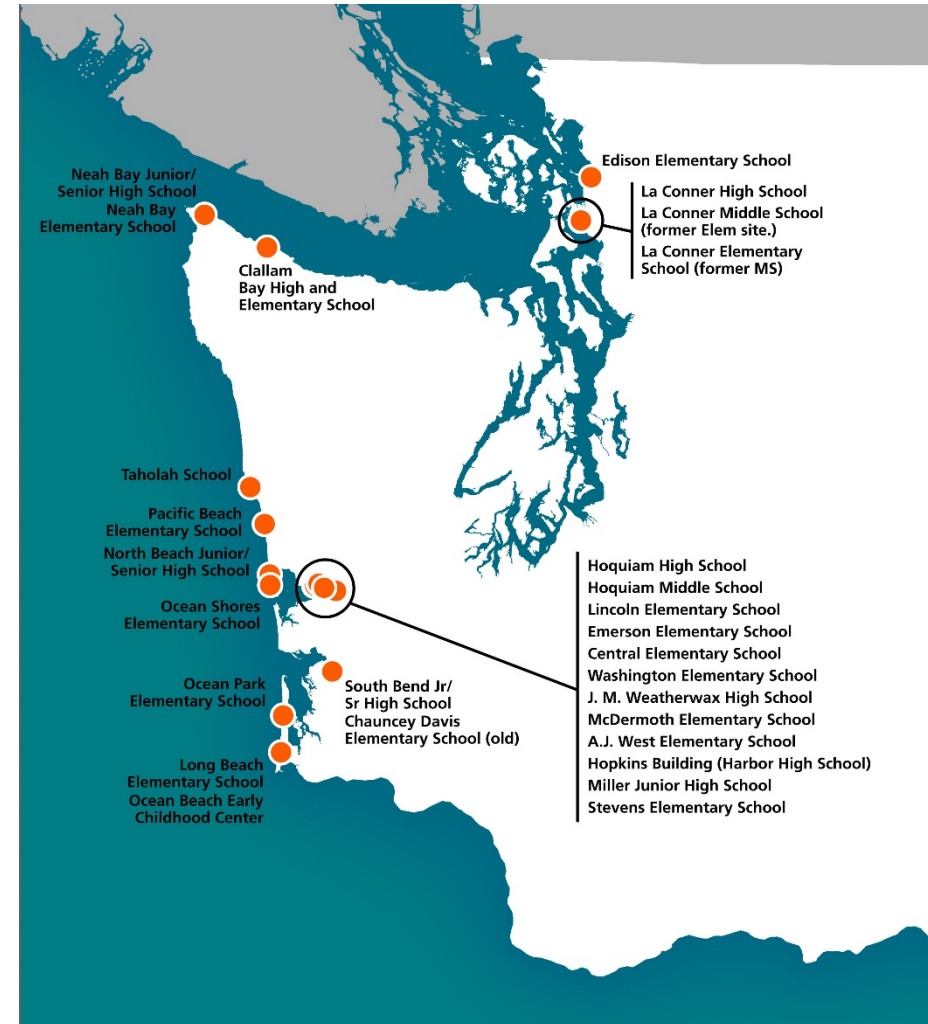 Neah Bay Junior/
Senior High School
Neah Bay
Elementary School
Clallam
Bay High and
Elementary School
Edison Elementary School
La Conner High School
La Conner Middle School
(former Elem site.)
La Conner Elementary
School (former MS)
Taholah School
Pacific Beach
Elementary School
North Beach Junior/
Senior High School
Ocean Shores
Elementary School
Ocean Park
Elementary School
Long Beach
Elementary School
Ocean Beach Early
Childhood Center
South Bend Jr/
Sr High School
Chauncey Davis
Elementary School (old)
Hoquiam High School
Hoquiam Middle School
Lincoln Elementary School
Emerson Elementary School
Central Elementary School
Washington Elementary School
J. M. Weatherwax High School
McDermoth Elementary School
A.J. West Elementary School
Hopkins Building (Harbor High School)
Miller Junior High School
Stevens Elementary School